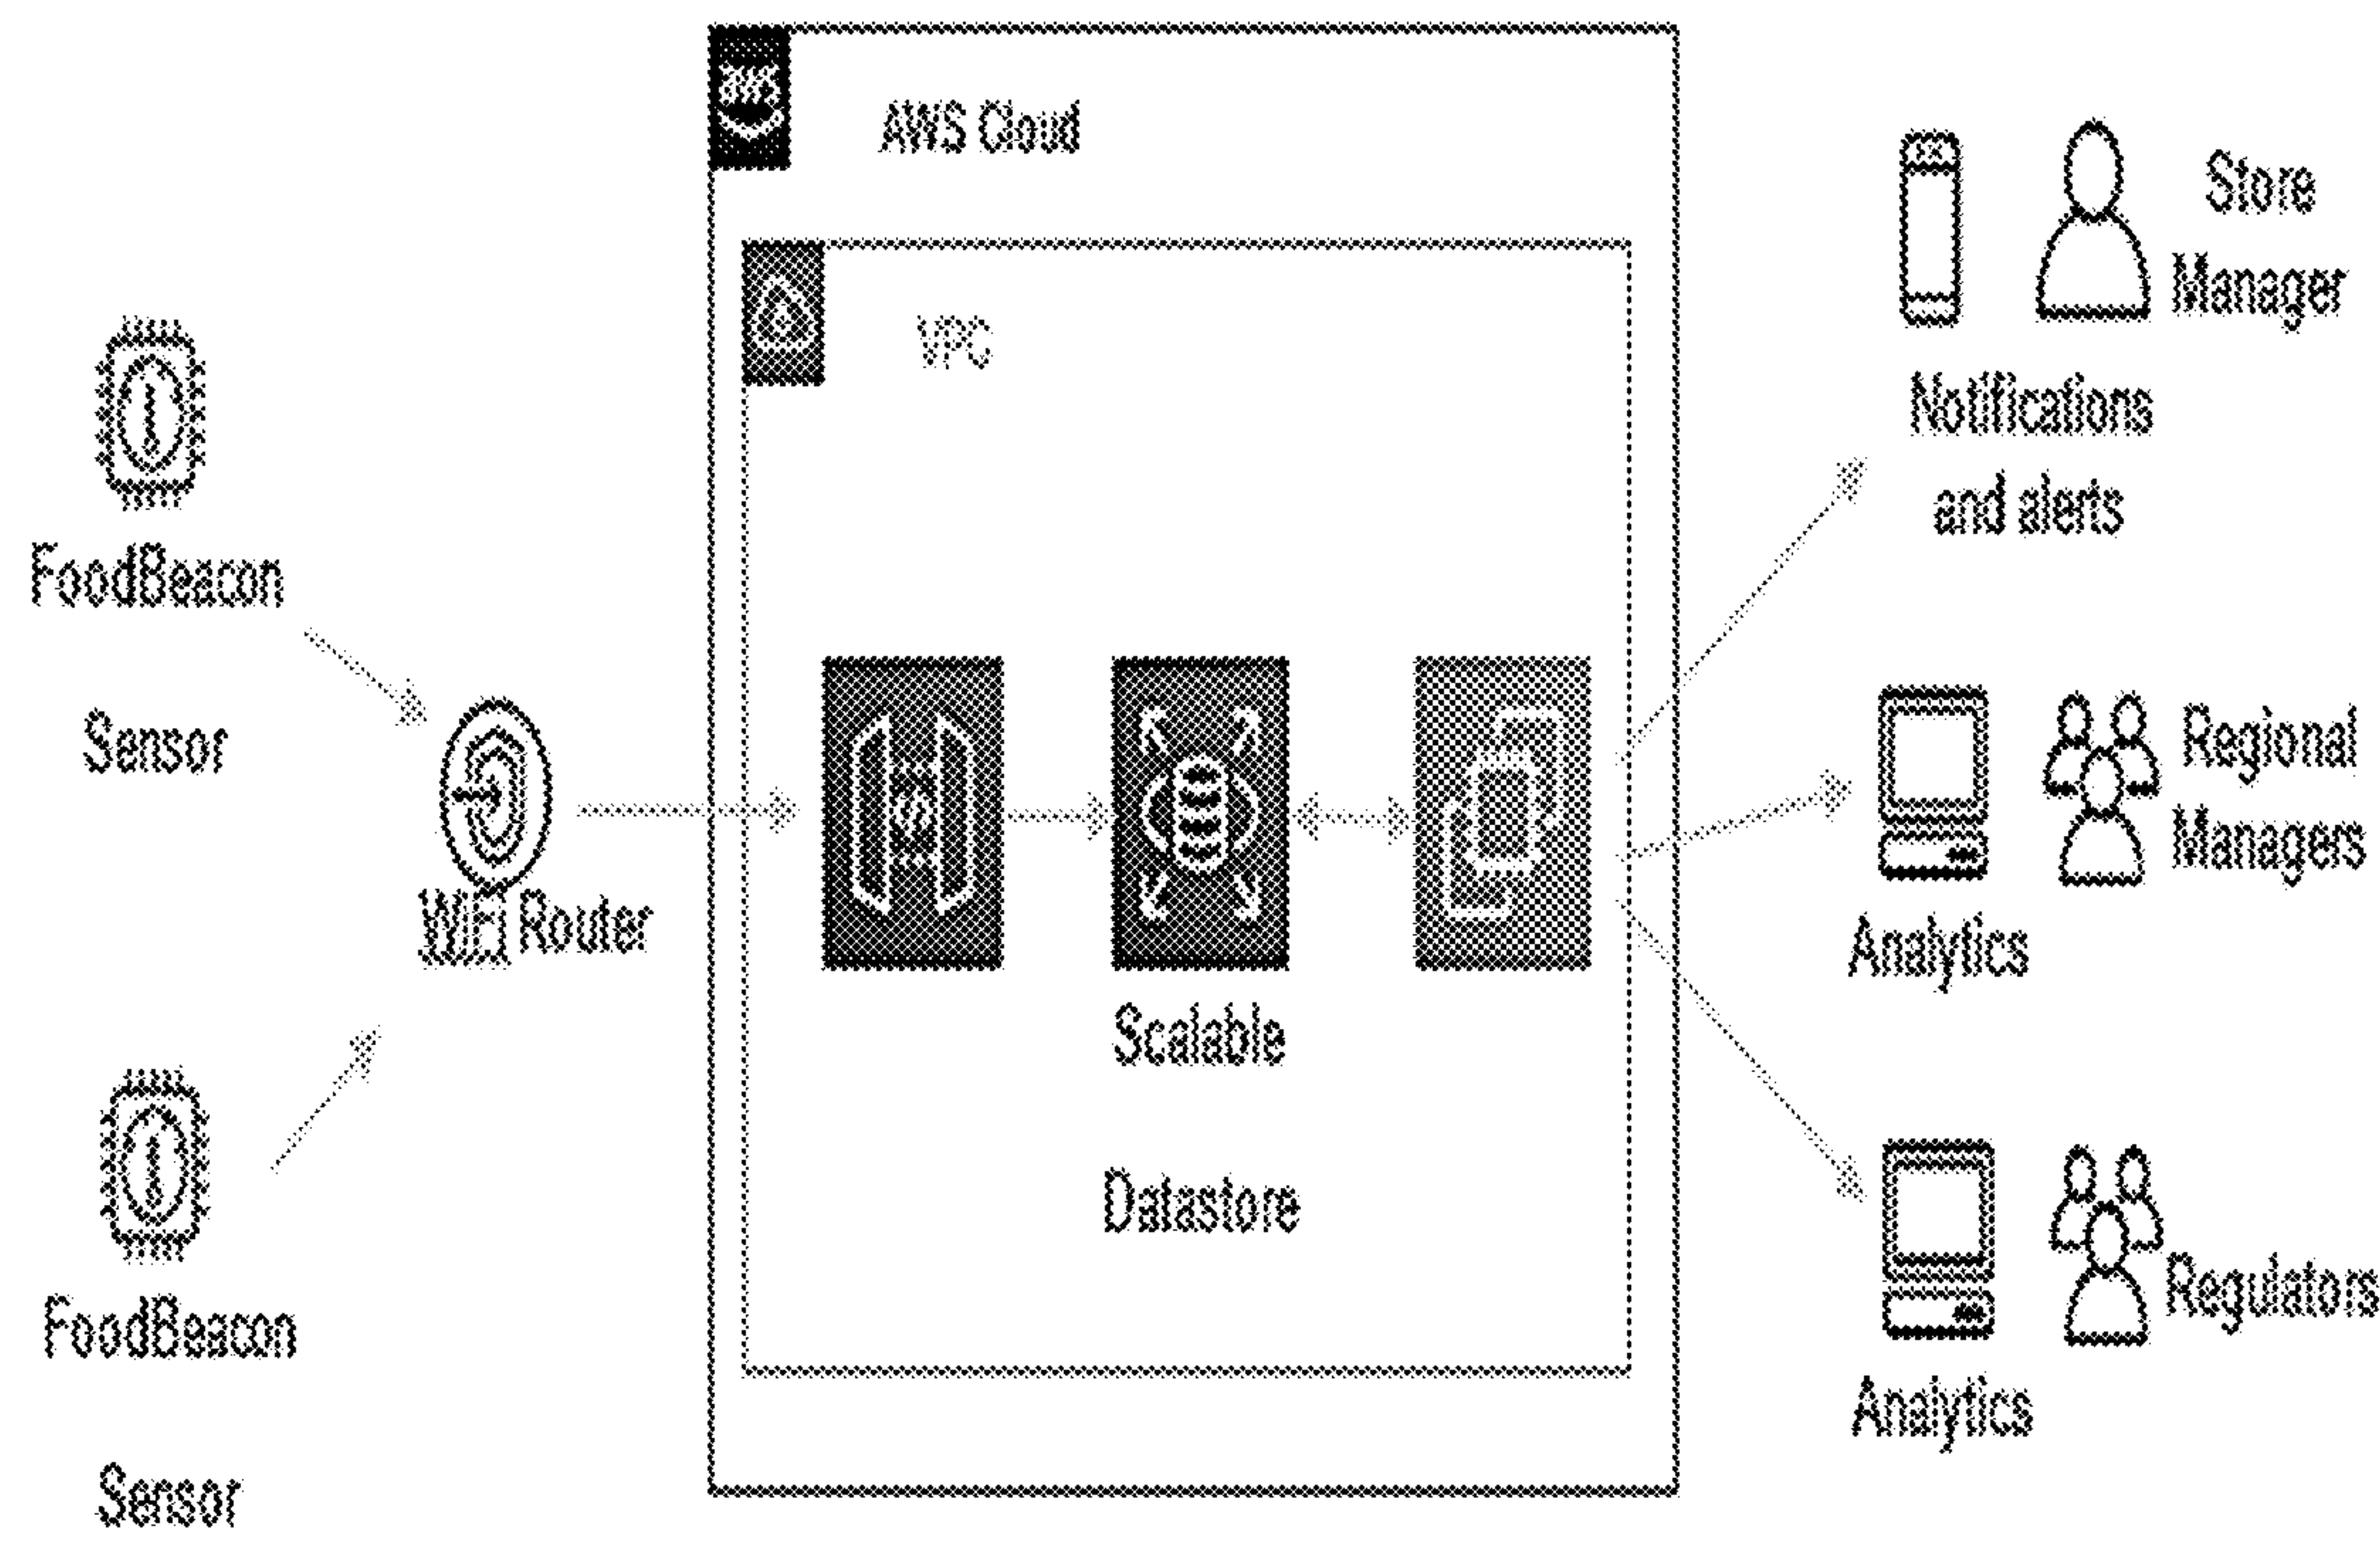 AWS Cloud
VPC
FoodBeacon
Sensor
WiFi Router
FoodBeacon
Sensor
Scalable
Datastore
Store
Manager
Notifications
and alerts
Regional
Managers
Analytics
Regulators
Analytics